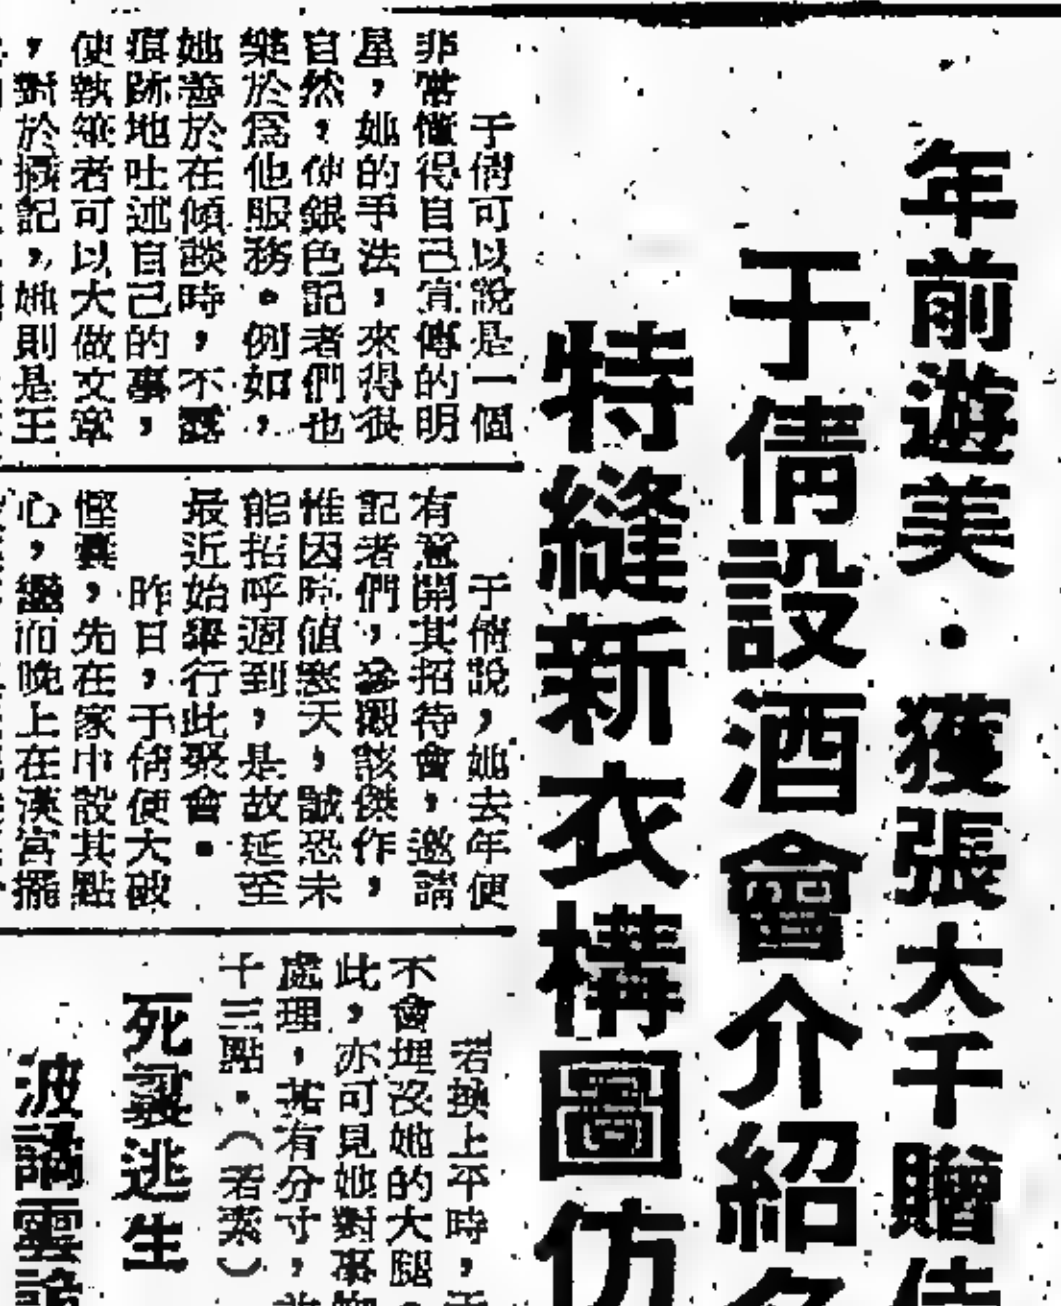 年前遊美·獲張大千贈
于倩設酒會介紹
特縫新衣構圖仿
于倩可以說是一個
非常懂得自己宣傳的明
星,她的手法,來得很
自然,使銀色記者們也
樂於爲他服務。例如,
她善於在傾談時,不露
痕跡地吐述自己的事,
使執筆者可以大做文章
,對於攝記,她則是王
于倩說,她去年便
有意開其招待會,邀請
記者們,參觀該傑作,
惟因時值寒天,誠恐未
能招呼週到,是故延至
最近始舉行此聚會。
昨日,于倩便大破
慳囊,先在家中設其點
心,繼而晚上在漢宮擺
若換上平時,
不會埋沒她的大腿。
此,亦可見她對事
處理,甚有分寸,
十三點。(若素)
死裏逃生
波譎雲詭